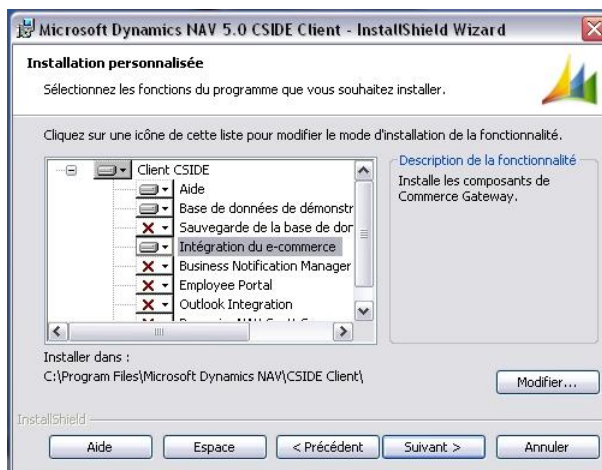 Microsoft Dynamics NAV 5.0 CSIDE Client - InstallShield Wizard
Installation personnalisée
Sélectionnez les fonctions du programme que vous souhaitez installer.
Cliquez sur une icône de cette liste pour modifier le mode d'installation de la fonctionnalité.
Client CSIDE
Aide
Base de données de démonstr
Sauvegarde de la base de dor
Intégration du e-commerce
Business Notification Manager
Employee Portal
Outlook Integration
Description de la fonctionnalité
Installe les composants de
Commerce Gateway.
Installer dans :
C:\Program Files\Microsoft Dynamics NAV\CSIDE Client\
Modifier...
InstallShield
Aide
Espace
< Précédent
Suivant >
Annuler